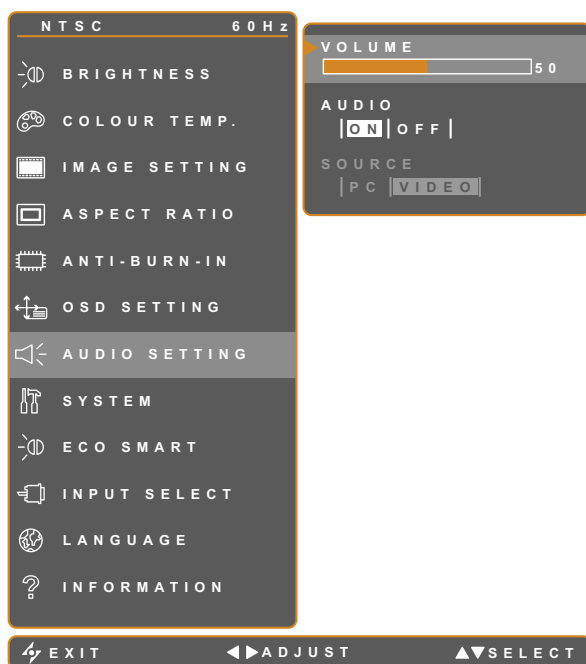 NTSC 60Hz
BRIGHTNESS
COLOUR TEMP.
IMAGE SETTING
ASPECT RATIO
ANTI-BURN-IN
OSD SETTING
AUDIO SETTING
SYSTEM
ECO SMART
INPUT SELECT
LANGUAGE
INFORMATION
VOLUME
50
AUDIO
ON OFF
SOURCE
PC VIDEO
EXIT ADJUST SELECT